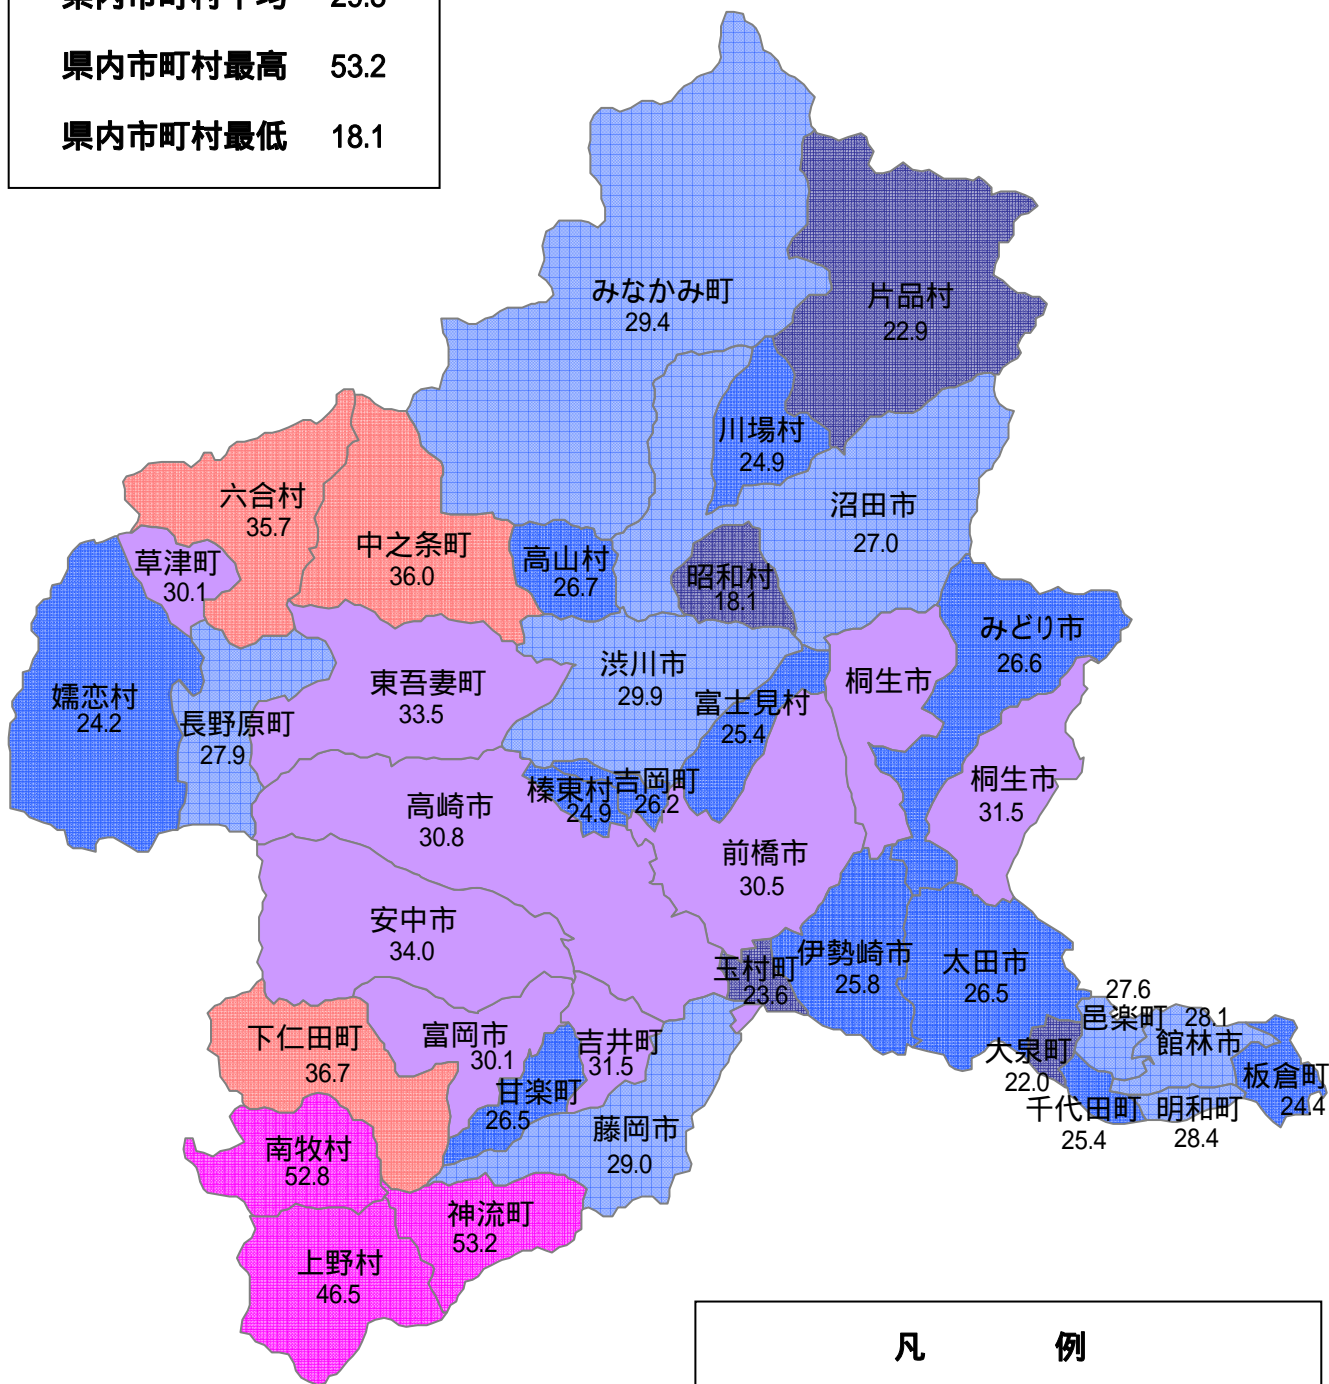 県内市町村最高 53.2
県内市町村最低 18.1
みなかみ町
29.4
片品村
22.9
川場村
24.9
沼田市
27.0
六合村
35.7
中之条町
36.0
草津町
30.1
高山村
26.7
昭和村
18.1
みどり市
26.6
嬬恋村
24.2
長野原町
27.9
東吾妻町
33.5
渋川市
29.9
富士見村
25.4
桐生市
桐生市
31.5
高崎市
30.8
榛東村
24.9
吉岡町
26.2
前橋市
30.5
安中市
34.0
玉村町
23.6
伊勢崎市
25.8
太田市
26.5
27.6
邑楽町
28.1
館林市
大泉町
22.0
板倉町
24.4
千代田町
25.4
明和町
28.4
下仁田町
36.7
富岡市
30.1
甘楽町
26.5
吉井町
31.5
藤岡市
29.0
南牧村
52.8
神流町
53.2
上野村
46.5
凡 例